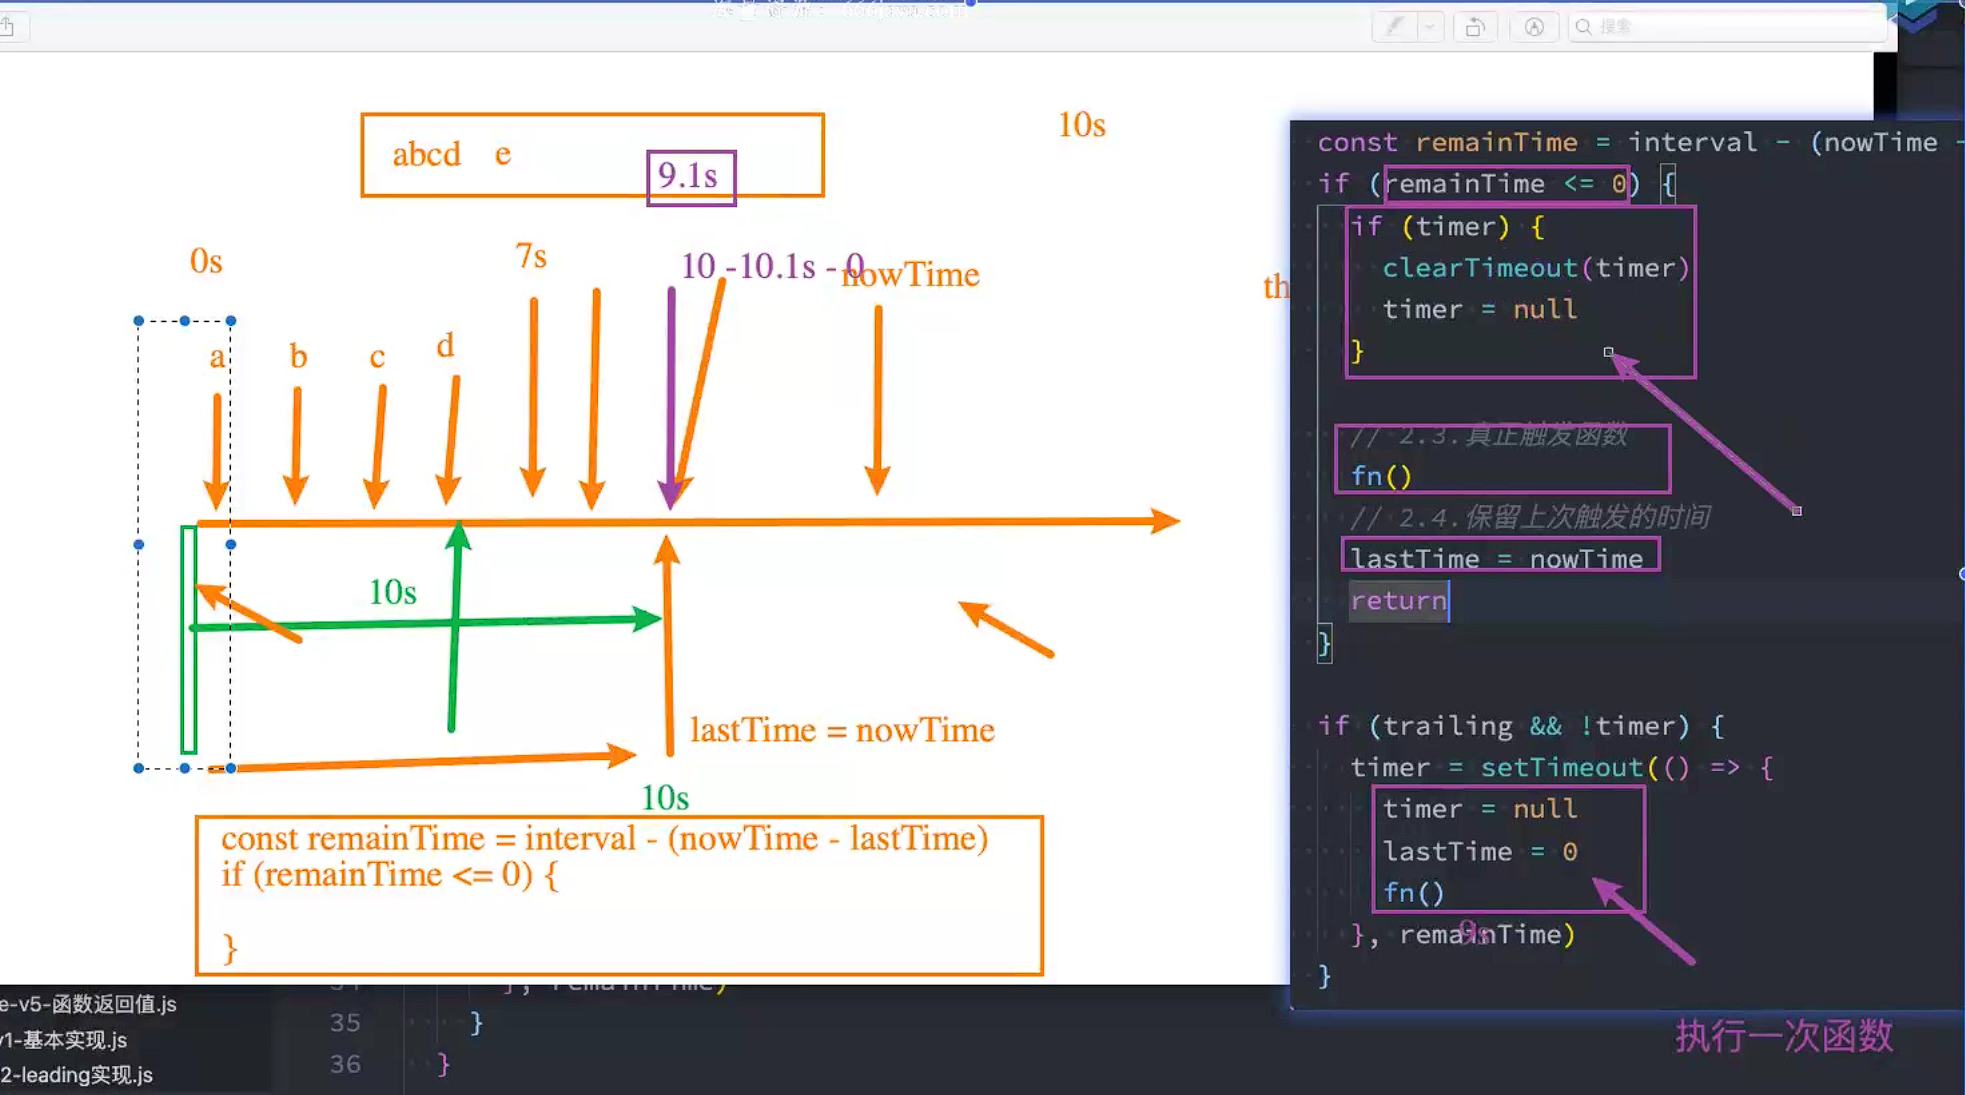 搜索
10s
abcd e
9.1s
0s
7s
10 -10.1s - 0
nowTime
th
a
b
c
d
10s
lastTime = nowTime
10s
const remainTime = interval - (nowTime - lastTime)
if (remainTime <= 0) {
}
const remainTime = interval - (nowTime -
if (remainTime <= 0) {
if (timer) {
clearTimeout(timer)
timer = null
}
// 2.3.真正触发函数
fn()
// 2.4.保留上次触发的时间
lastTime = nowTime
return
}
if (trailing && !timer) {
timer = setTimeout(() => {
timer = null
lastTime = 0
fn()
}, remainTime)
9s
}
执行一次函数
e-v5-函数返回值.js
v1-基本实现.js
2-leading实现.js
35 }
36 }